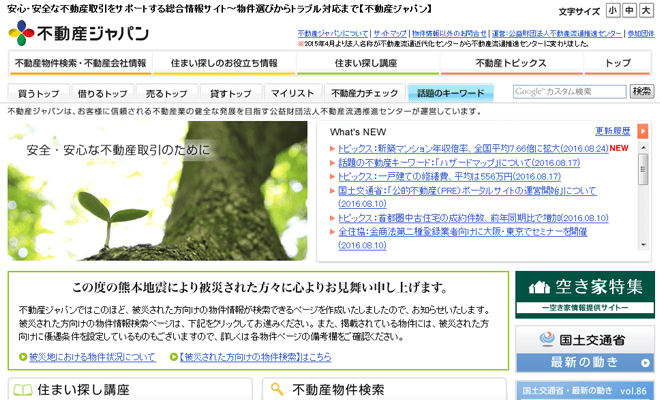 安心・安全な不動産取引をサポートする総合情報サイト～物件選びからトラブル対応まで【不動産ジャパン】
文字サイズ 小 中 大
不動産ジャパン
不動産ジャパンについて | サイトマップ | 物件情報以外のお問合せ | 運営:公益財団法人不動産流通推進センター | 参加団体
※2015年4月より法人名称が不動産流通近代化センターから不動産流通推進センターに変わりました。
不動産物件検索・不動産会社情報 住まい探しのお役立ち情報 住まい探し講座 不動産トピックス トップ
買うトップ 借りるトップ 売るトップ 貸すトップ マイリスト 不動産力チェック 話題のキーワード Google カスタム検索 検索
不動産ジャパンは、お客様に信頼される不動産業の健全な発展を目指す公益財団法人不動産流通推進センターが運営しています。
安全・安心な不動産取引のために
What's NEW 更新履歴
トピックス:新築マンション年収倍率、全国平均7.66倍に拡大(2016.08.24) NEW
話題の不動産キーワード:「ハザードマップ」について(2016.08.17)
トピックス:一戸建ての修繕費、平均は556万円(2016.08.17)
国土交通省:「公的不動産(PRE)ポータルサイトの運営開始」について
(2016.08.10)
トピックス:首都圏中古住宅の成約件数、前年同期比で増加(2016.08.10)
全住協:金商法第二種登録業者向けに大阪・東京でセミナーを開催
(2016.08.10)
この度の熊本地震により被災された方々に心よりお見舞い申し上げます。
不動産ジャパンではこのほど、被災された方向けの物件情報が検索できるページを作成いたしましたので、お知らせいたします。
被災された方向けの物件情報検索ページは、下記をクリックしてお進みください。また、掲載されている物件には、被災された方
向けに優遇条件を設定しているものもございますので、詳しくは各物件ページの備考欄をご確認ください。
被災地における物件状況について 【被災された方向けの物件検索】はこちら
空き家特集
ー空き家情報提供サイトー
国土交通省
最新の動き
住まい探し講座 不動産物件検索
国土交通省・最新の動き vol.86